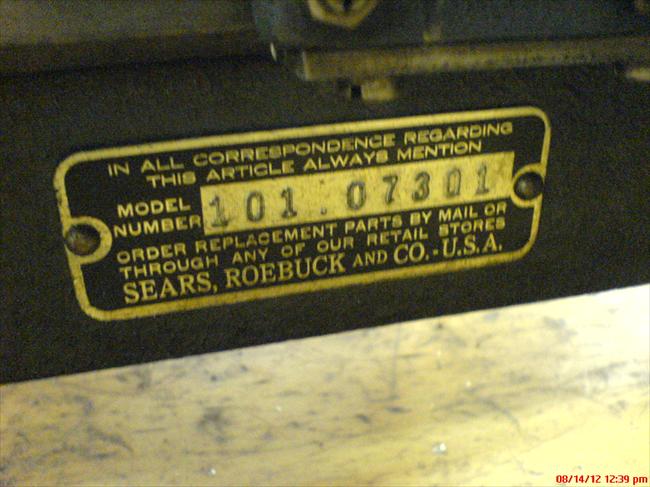 IN ALL CORRESPONDENCE REGARDING
THIS ARTICLE ALWAYS MENTION
MODEL NUMBER 101.07301
ORDER REPLACEMENT PARTS BY MAIL OR
THROUGH ANY OF OUR RETAIL STORES
SEARS, ROEBUCK AND CO.-U.S.A.
08/14/12 12:39 pm